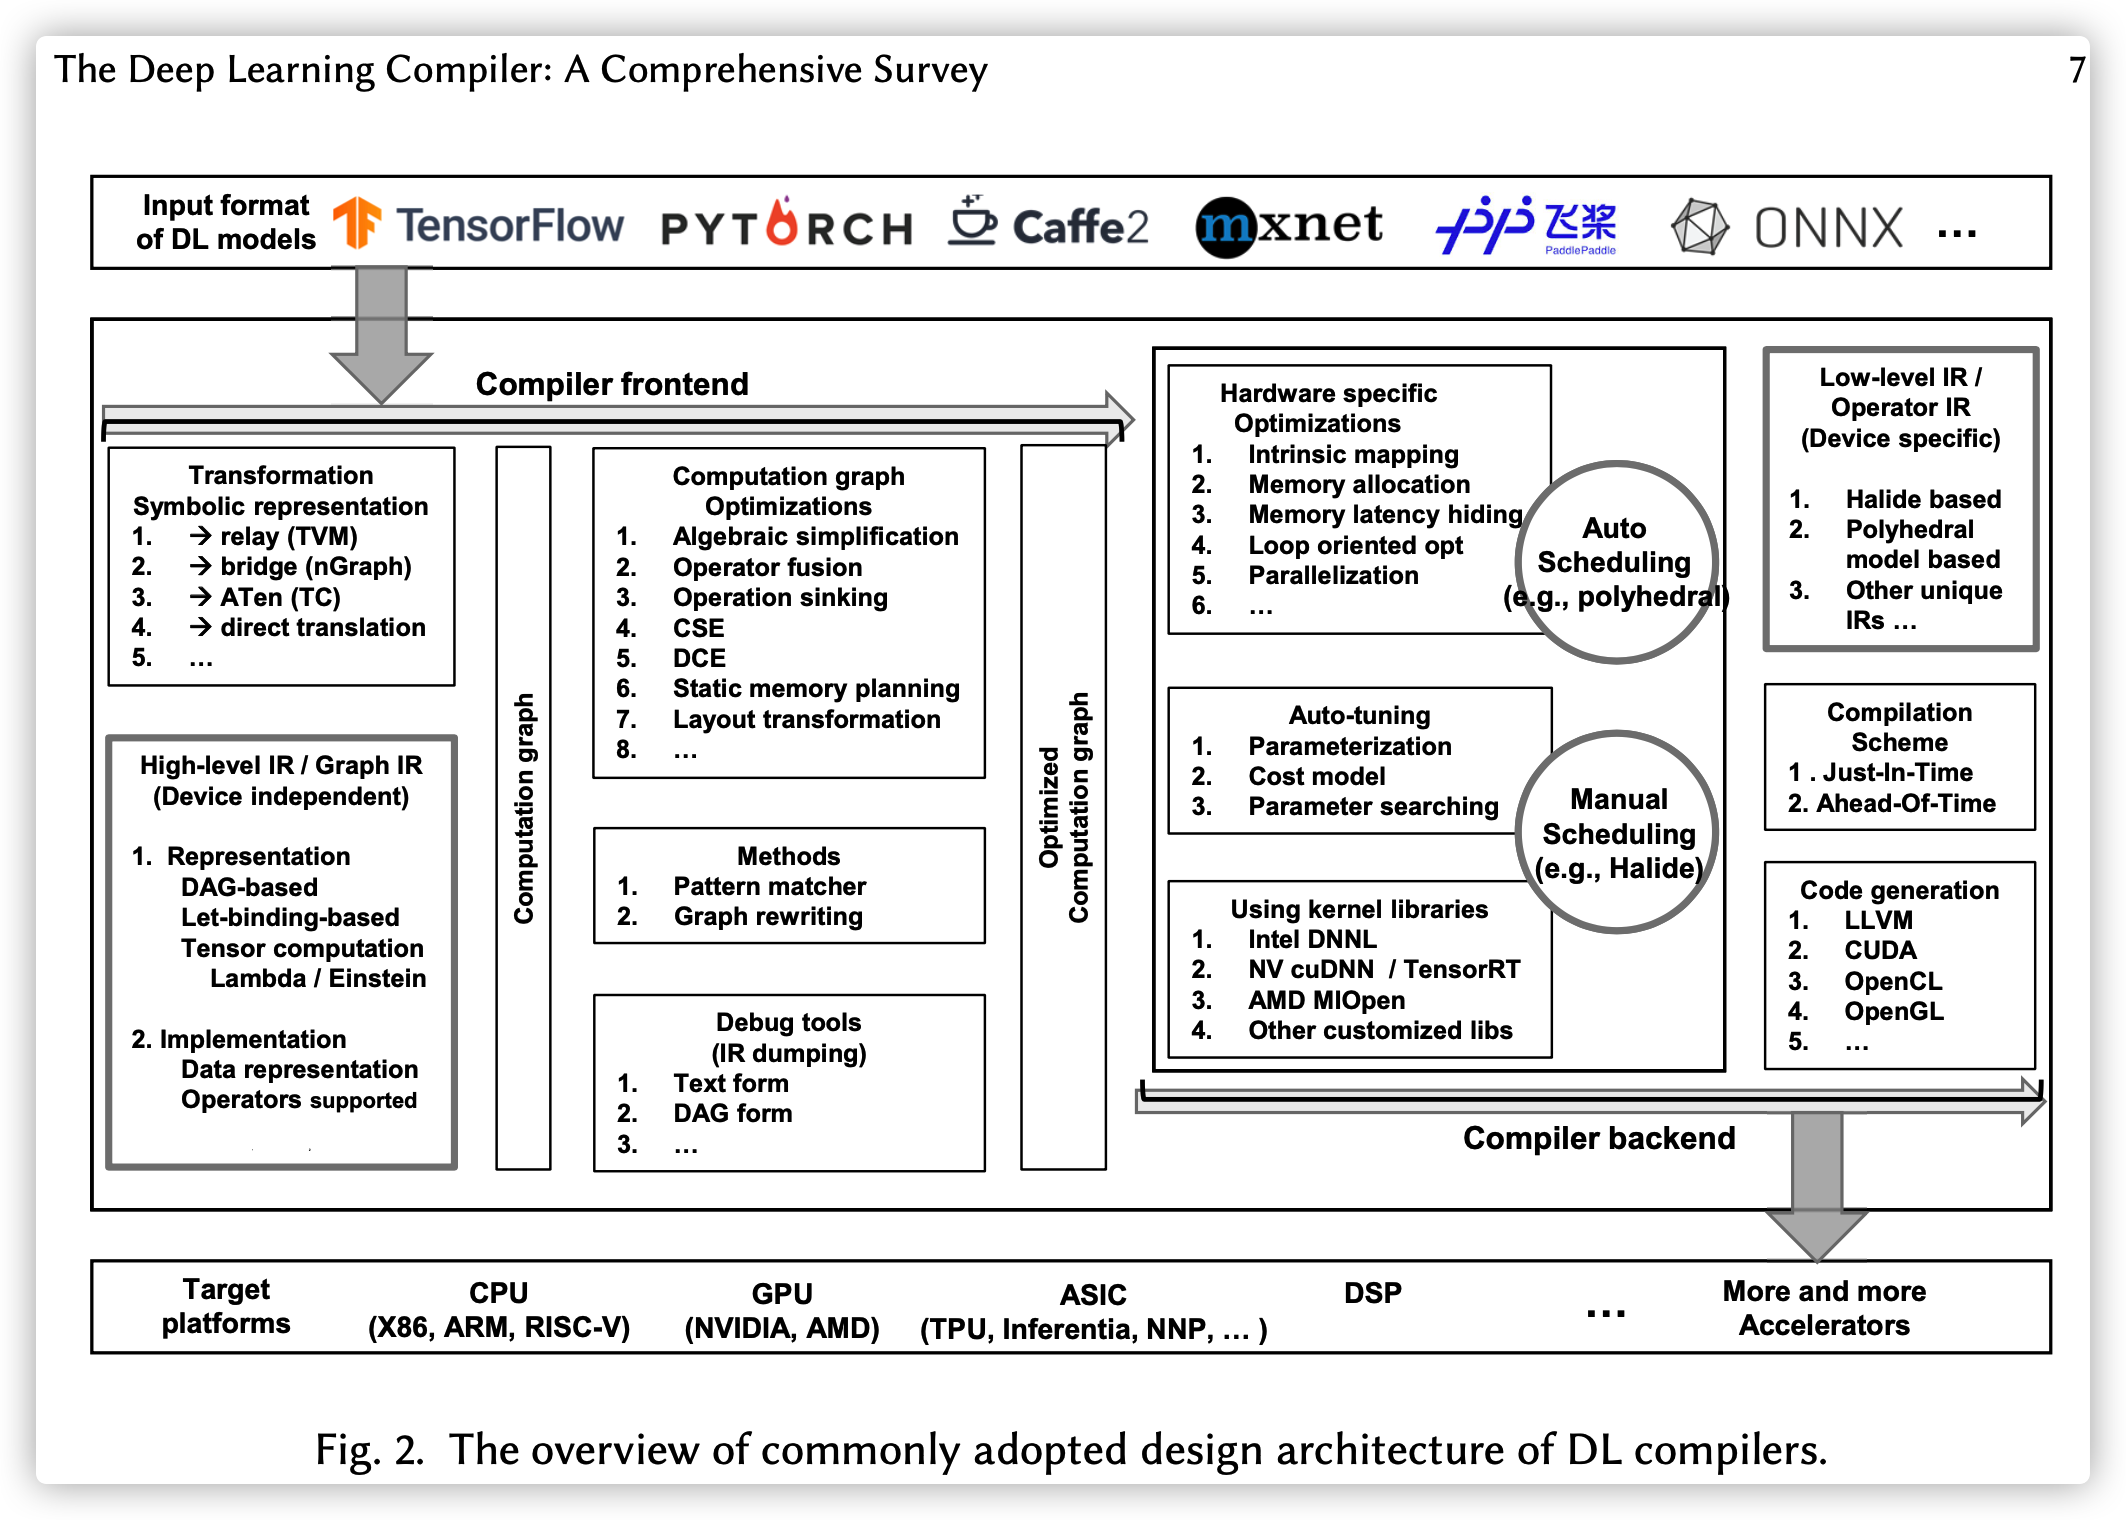 The Deep Learning Compiler: A Comprehensive Survey
7
Input format
of DL models
TensorFlow
PYTORCH
Caffe2
mxnet
飞桨
PaddlePaddle
ONNX
...
Compiler frontend
Transformation
Symbolic representation
1. → relay (TVM)
2. → bridge (nGraph)
3. → ATen (TC)
4. → direct translation
5. ...
High-level IR / Graph IR
(Device independent)
1. Representation
DAG-based
Let-binding-based
Tensor computation
Lambda / Einstein
2. Implementation
Data representation
Operators supported
Computation graph
Computation graph
Optimizations
1. Algebraic simplification
2. Operator fusion
3. Operation sinking
4. CSE
5. DCE
6. Static memory planning
7. Layout transformation
8. ...
Methods
1. Pattern matcher
2. Graph rewriting
Debug tools
(IR dumping)
1. Text form
2. DAG form
3. ...
Optimized
Computation graph
Hardware specific
Optimizations
1. Intrinsic mapping
2. Memory allocation
3. Memory latency hiding
4. Loop oriented opt
5. Parallelization
6. ...
Auto
Scheduling
(e.g., polyhedral)
Auto-tuning
1. Parameterization
2. Cost model
3. Parameter searching
Manual
Scheduling
(e.g., Halide)
Using kernel libraries
1. Intel DNNL
2. NV cuDNN / TensorRT
3. AMD MIOpen
4. Other customized libs
Low-level IR /
Operator IR
(Device specific)
1. Halide based
2. Polyhedral
model based
3. Other unique
IRs ...
Compilation
Scheme
1 . Just-In-Time
2. Ahead-Of-Time
Code generation
1. LLVM
2. CUDA
3. OpenCL
4. OpenGL
5. ...
Compiler backend
Target
platforms
CPU
(X86, ARM, RISC-V)
GPU
(NVIDIA, AMD)
ASIC
(TPU, Inferentia, NNP, ... )
DSP
...
More and more
Accelerators
Fig. 2. The overview of commonly adopted design architecture of DL compilers.